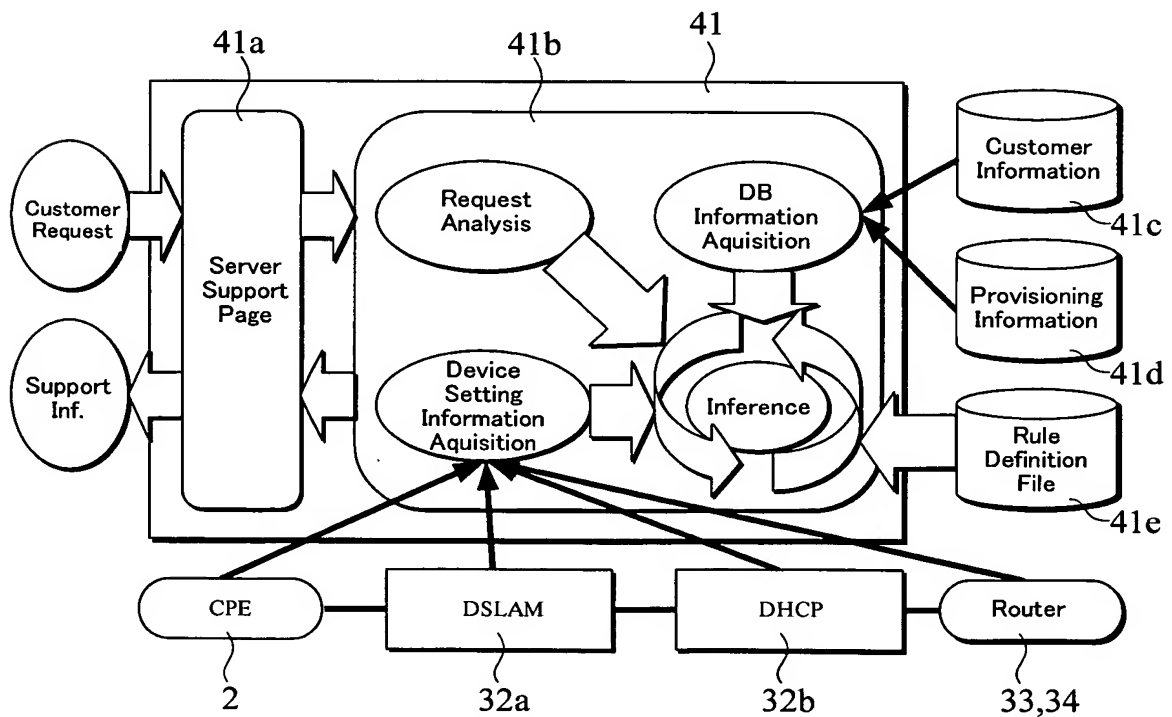 41a
41b
41
Customer
Request
Server
Support
Page
Request
Analysis
DB
Information
Aquisition
Customer
Information
41c
Provisioning
Information
41d
Support
Inf.
Device
Setting
Information
Aquisition
Inference
Rule
Definition
File
41e
CPE
DSLAM
DHCP
Router
2
32a
32b
33,34